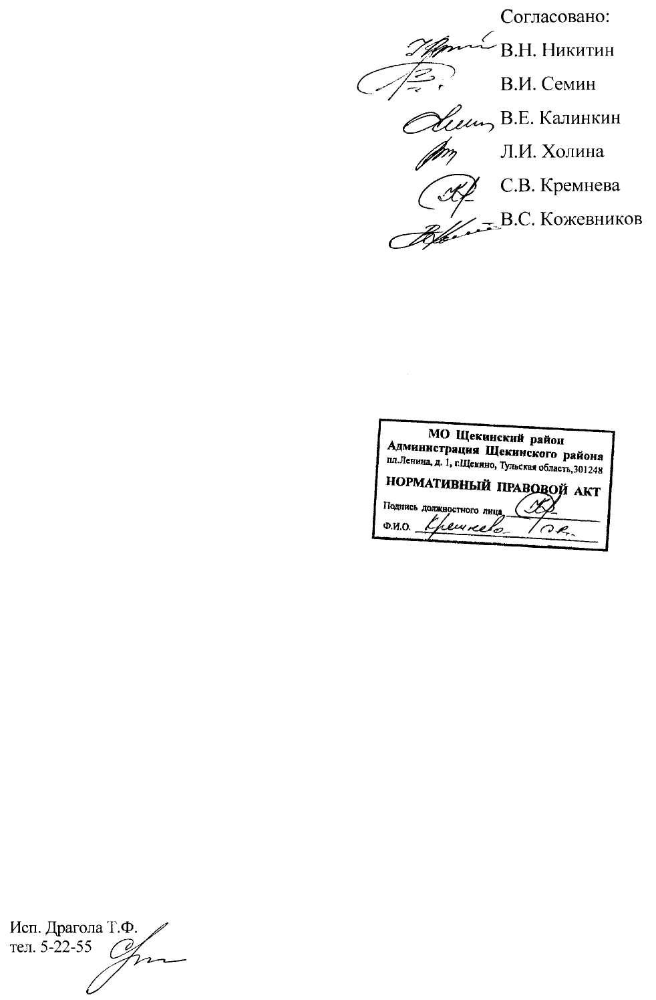 Согласовано:
В.Н. Никитин
В.И. Семин
В.Е. Калинкин
Л.И. Холина
С.В. Кремнева
В.С. Кожевников
МО Щекинский район
Администрация Щекинского района
пл.Ленина, д. 1, г.Щекино, Тульская область,301248
НОРМАТИВНЫЙ ПРАВОВОЙ АКТ
Подпись должностного лица
Ф.И.О. Кремнева
Исп. Драгола Т.Ф.
тел. 5-22-55